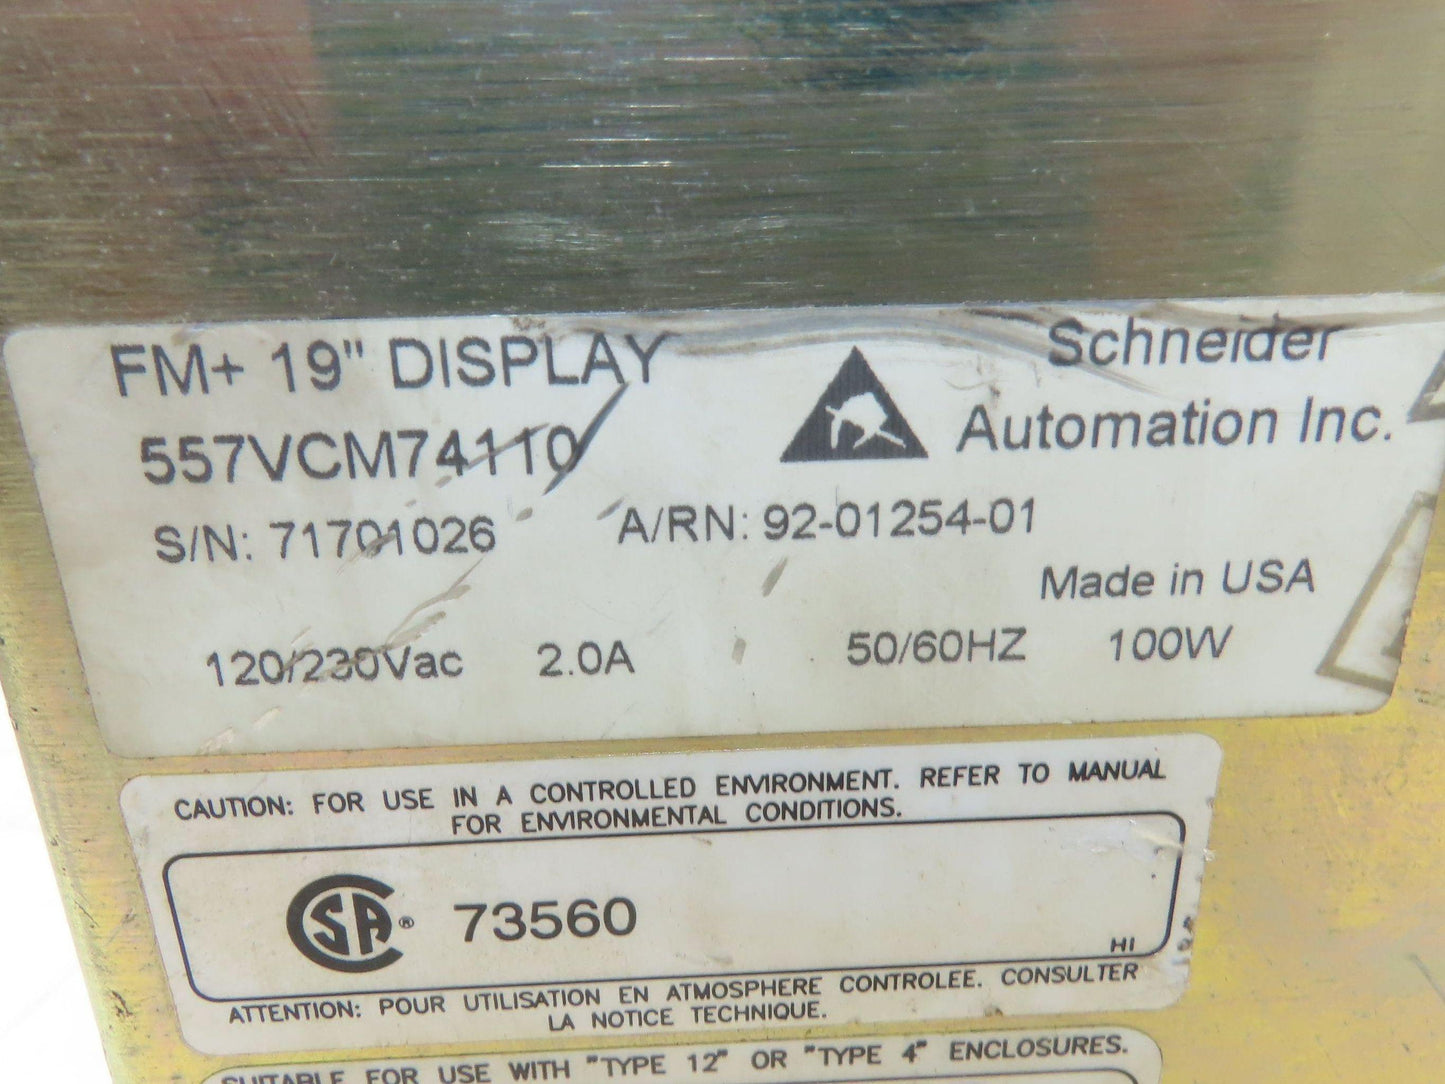 FM+ 19" DISPLAY
Schneider
557VCM74110
Automation Inc.
S/N: 71701026
A/RN: 92-01254-01
Made in USA
120/230Vac 2.0A 50/60HZ 100W
CAUTION: FOR USE IN A CONTROLLED ENVIRONMENT. REFER TO MANUAL
FOR ENVIRONMENTAL CONDITIONS.
CSA® 73560
HI
ATTENTION: POUR UTILISATION EN ATMOSPHERE CONTROLEE. CONSULTER
LA NOTICE TECHNIQUE.
SUITABLE FOR USE WITH "TYPE 12" OR "TYPE 4" ENCLOSURES.